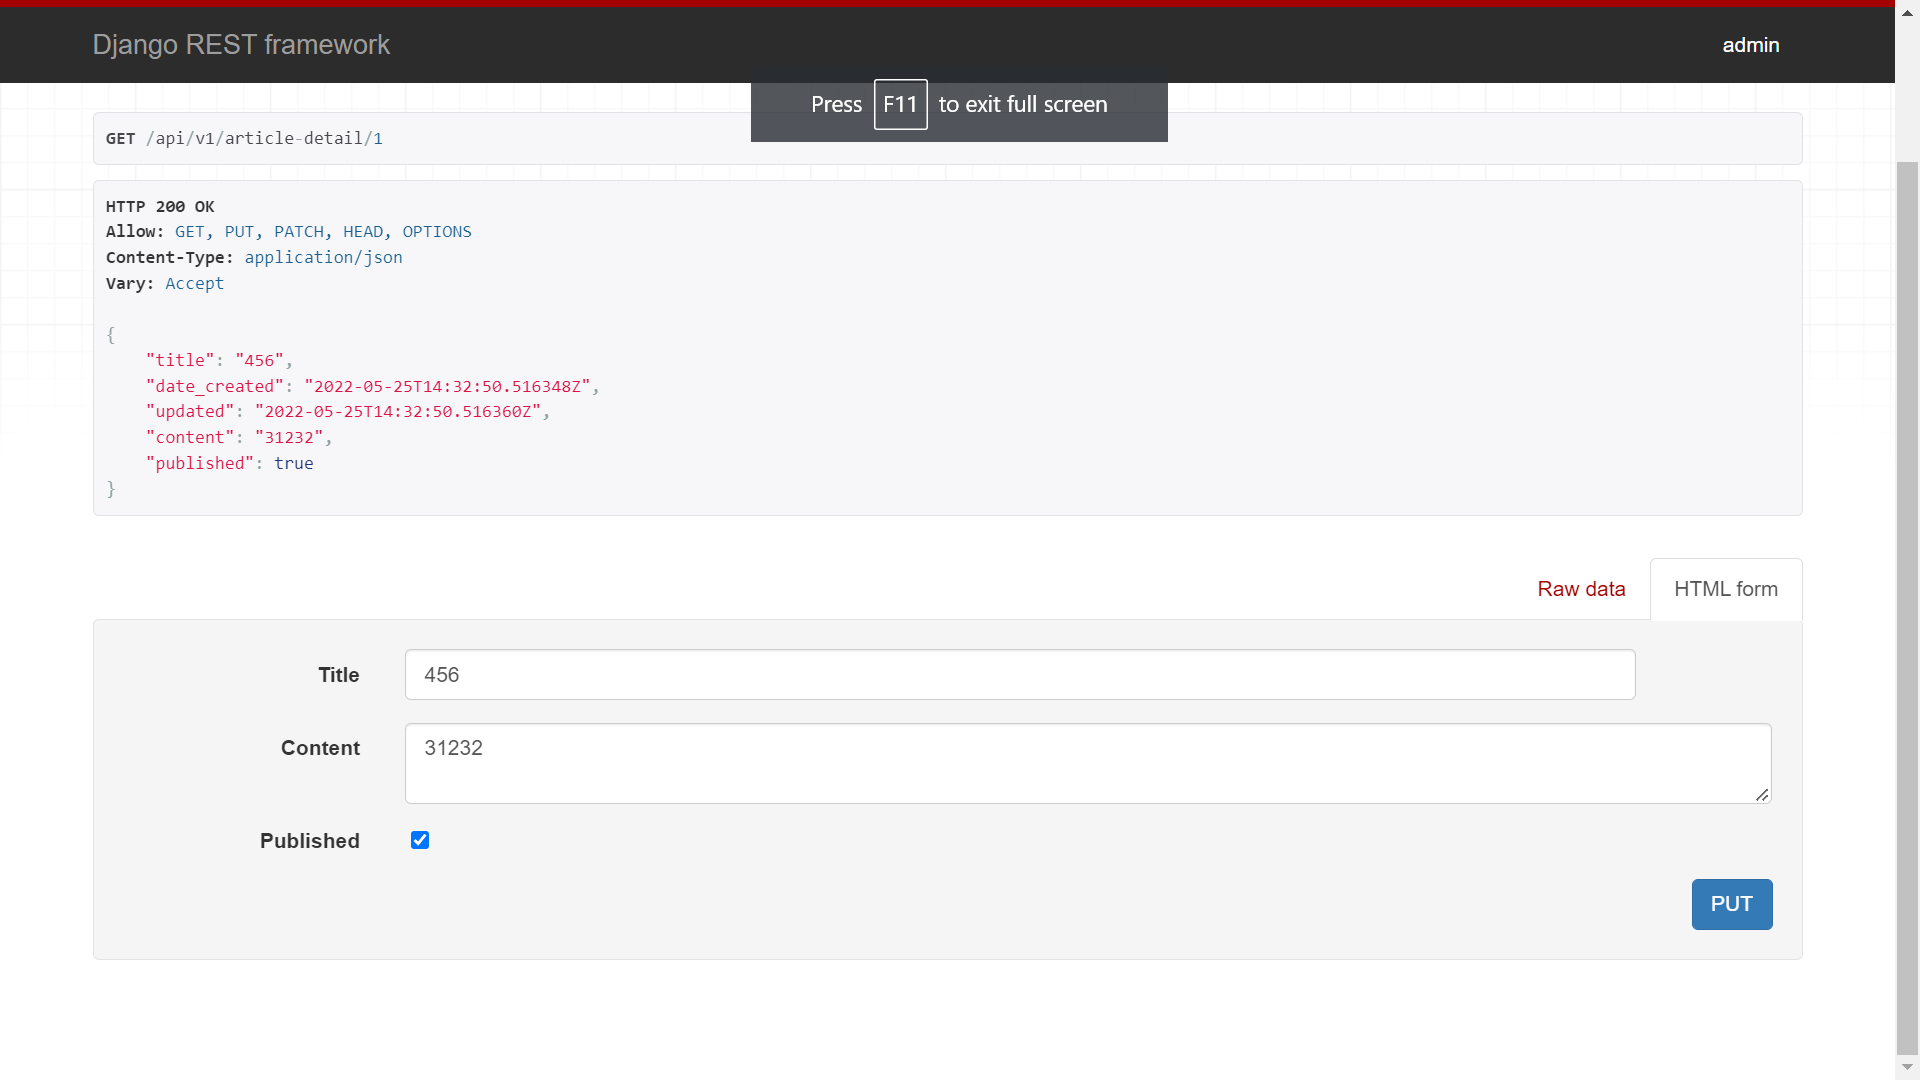 Django REST framework
admin
Press F11 to exit full screen
GET /api/v1/article-detail/1
HTTP 200 OK
Allow: GET, PUT, PATCH, HEAD, OPTIONS
Content-Type: application/json
Vary: Accept
{
    "title": "456",
    "date_created": "2022-05-25T14:32:50.516348Z",
    "updated": "2022-05-25T14:32:50.516360Z",
    "content": "31232",
    "published": true
}
Raw data
HTML form
Title
456
Content
31232
Published
PUT